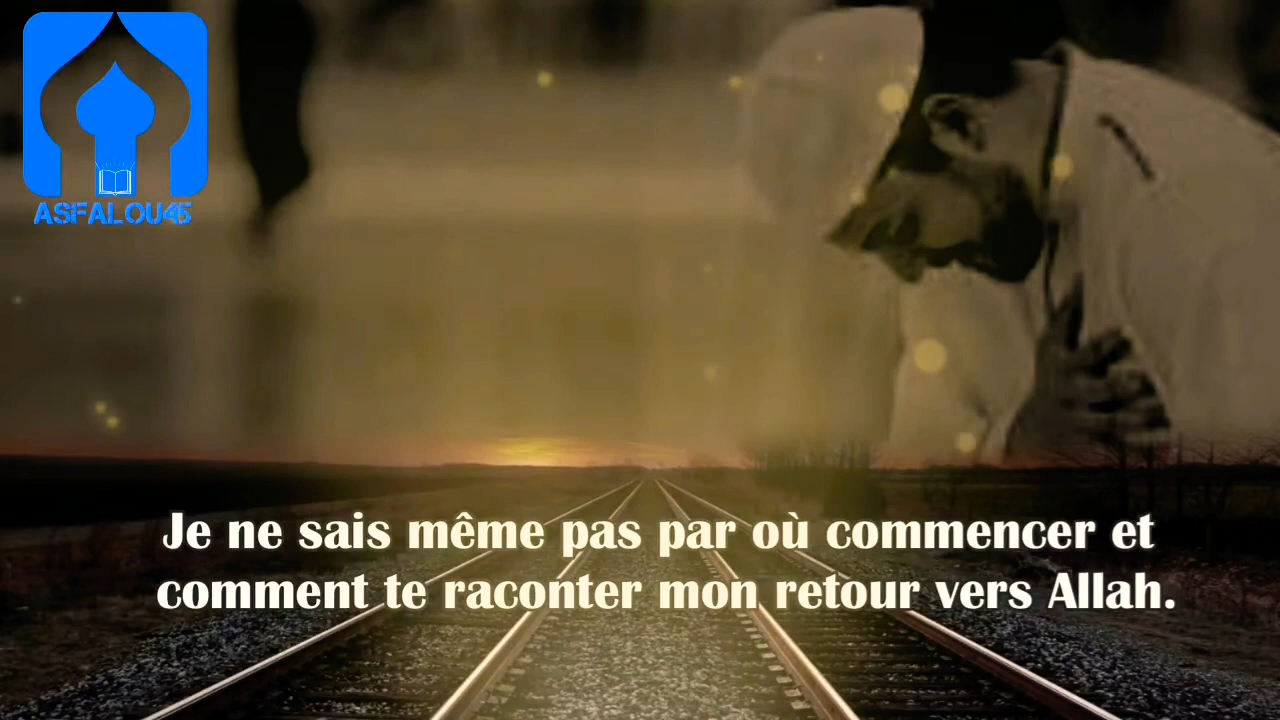 ASFALOU45
Je ne sais même pas par où commencer et
comment te raconter mon retour vers Allah.